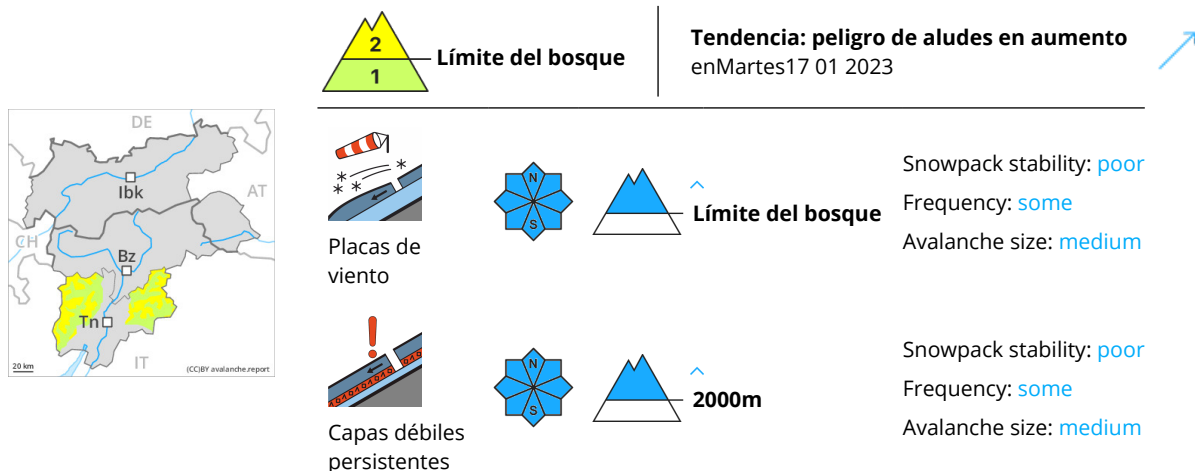 2
1
Límite del bosque
Tendencia: peligro de aludes en aumento
enMartes17 01 2023
DE
Ibk
AT
CH
Bz
Tn
IT
20 km
(CC)BY avalanche.report
Placas de
viento
N
S
Límite del bosque
Snowpack stability: poor
Frequency: some
Avalanche size: medium
Capas débiles
persistentes
N
S
2000m
Snowpack stability: poor
Frequency: some
Avalanche size: medium